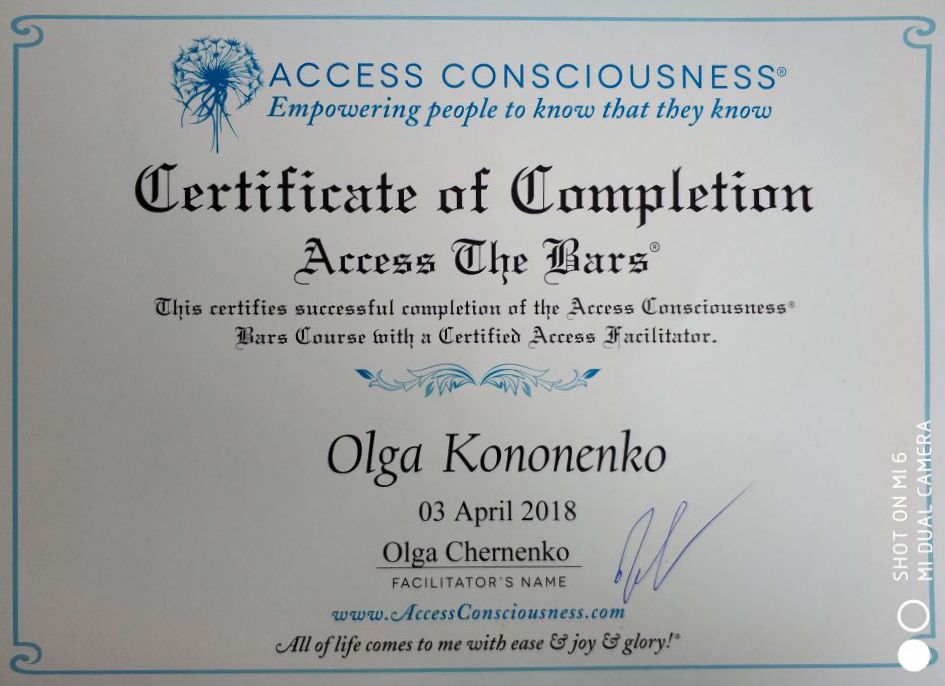 ACCESS CONSCIOUSNESS®
Empowering people to know that they know
Certificate of Completion
Access The Bars®
This certifies successful completion of the Access Consciousness®
Bars Course with a Certified Access Facilitator.
Olga Kononenko
03 April 2018
Olga Chernenko
FACILITATOR'S NAME
www.AccessConsciousness.com
All of life comes to me with ease & joy & glory!®
SHOT ON MI 6
MI DUAL CAMERA